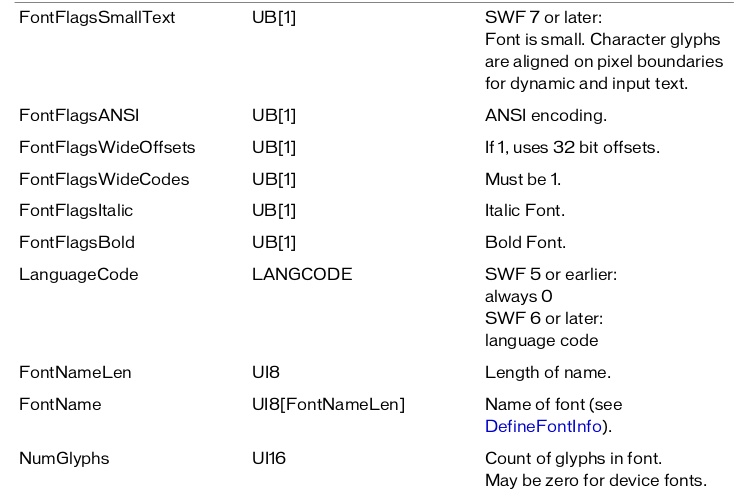 FontFlagsSmallText UB[1] SWF 7 or later:
Font is small. Character glyphs
are aligned on pixel boundaries
for dynamic and input text.
FontFlagsANSI UB[1] ANSI encoding.
FontFlagsWideOffsets UB[1] If 1, uses 32 bit offsets.
FontFlagsWideCodes UB[1] Must be 1.
FontFlagsItalic UB[1] Italic Font.
FontFlagsBold UB[1] Bold Font.
LanguageCode LANGCODE SWF 5 or earlier:
always 0
SWF 6 or later:
language code
FontNameLen UI8 Length of name.
FontName UI8[FontNameLen] Name of font (see
DefineFontInfo).
NumGlyphs UI16 Count of glyphs in font.
May be zero for device fonts.